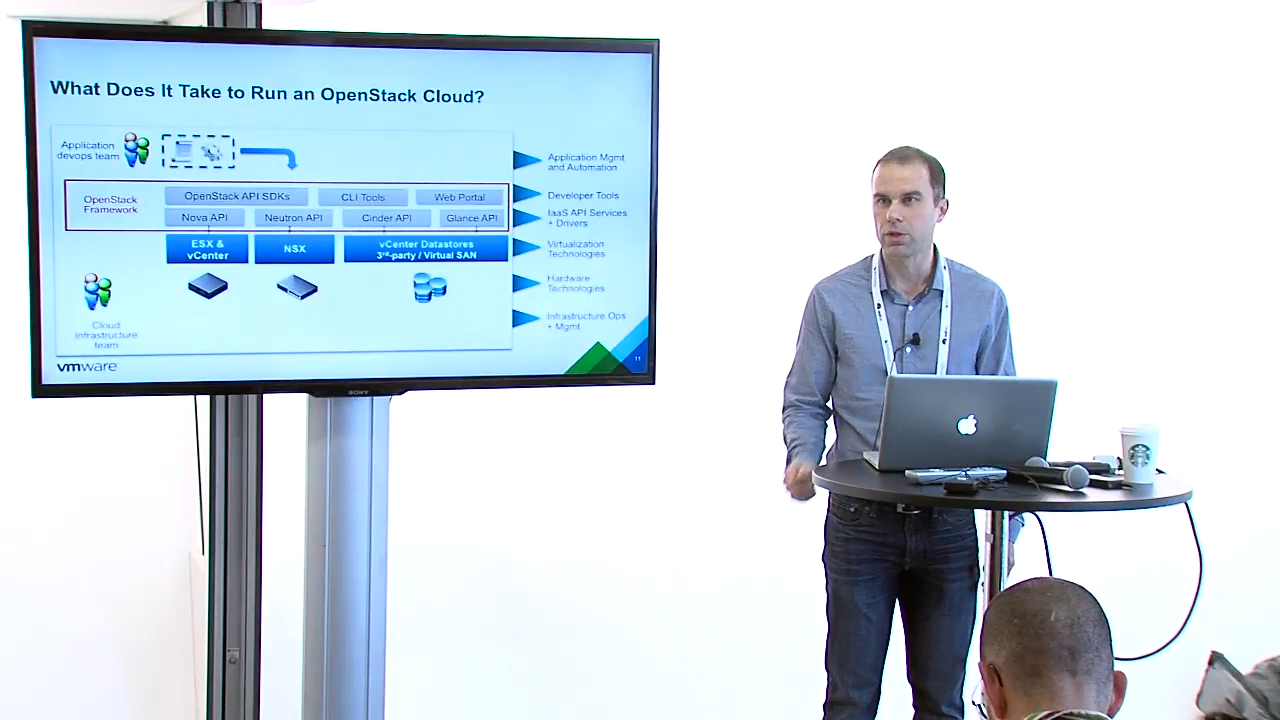 What Does It Take to Run an OpenStack Cloud?
Application
devops team
Application Mgmt
and Automation
OpenStack
Framework
OpenStack API SDKs
CLI Tools
Web Portal
Developer Tools
Nova API
Neutron API
Cinder API
Glance API
IaaS API Services
+ Drivers
ESX &
vCenter
NSX
vCenter Datastores
3rd-party / Virtual SAN
Virtualization
Technologies
Hardware
Technologies
Cloud
Infrastructure
team
Infrastructure Ops
+ Mgmt
vmware
11
SONY